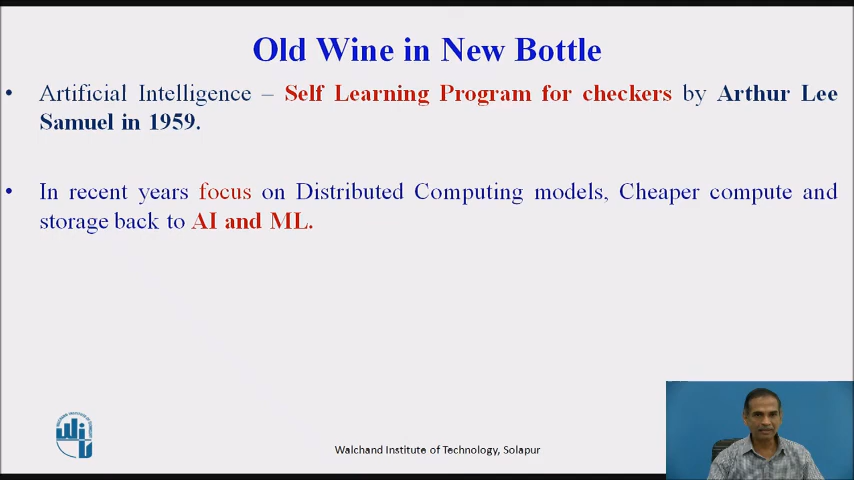 Old Wine in New Bottle
• Artificial Intelligence – Self Learning Program for checkers by Arthur Lee
Samuel in 1959.
• In recent years focus on Distributed Computing models, Cheaper compute and
storage back to AI and ML.
Walchand Institute of Technology, Solapur